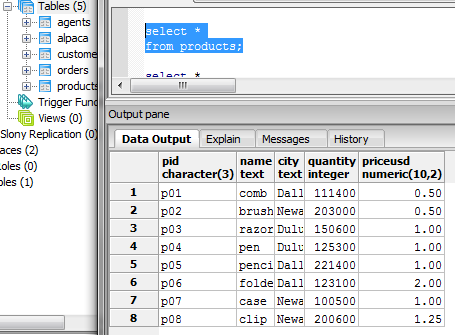 Tables (5)
agents
alpaca
custome
orders
products
Trigger Func
Views (0)
Slony Replication (0)
aces (2)
oles (0)
oles (1)
select *
from products;
select *
Output pane
Data Output Explain Messages History
pid name city quantity priceusd
character(3) text text integer numeric(10,2)
1 p01 comb Dall 111400 0.50
2 p02 brush Newa 203000 0.50
3 p03 razor Dulu 150600 1.00
4 p04 pen Dulu 125300 1.00
5 p05 penci Dall 221400 1.00
6 p06 folde Dall 123100 2.00
7 p07 case Newa 100500 1.00
8 p08 clip Newa 200600 1.25